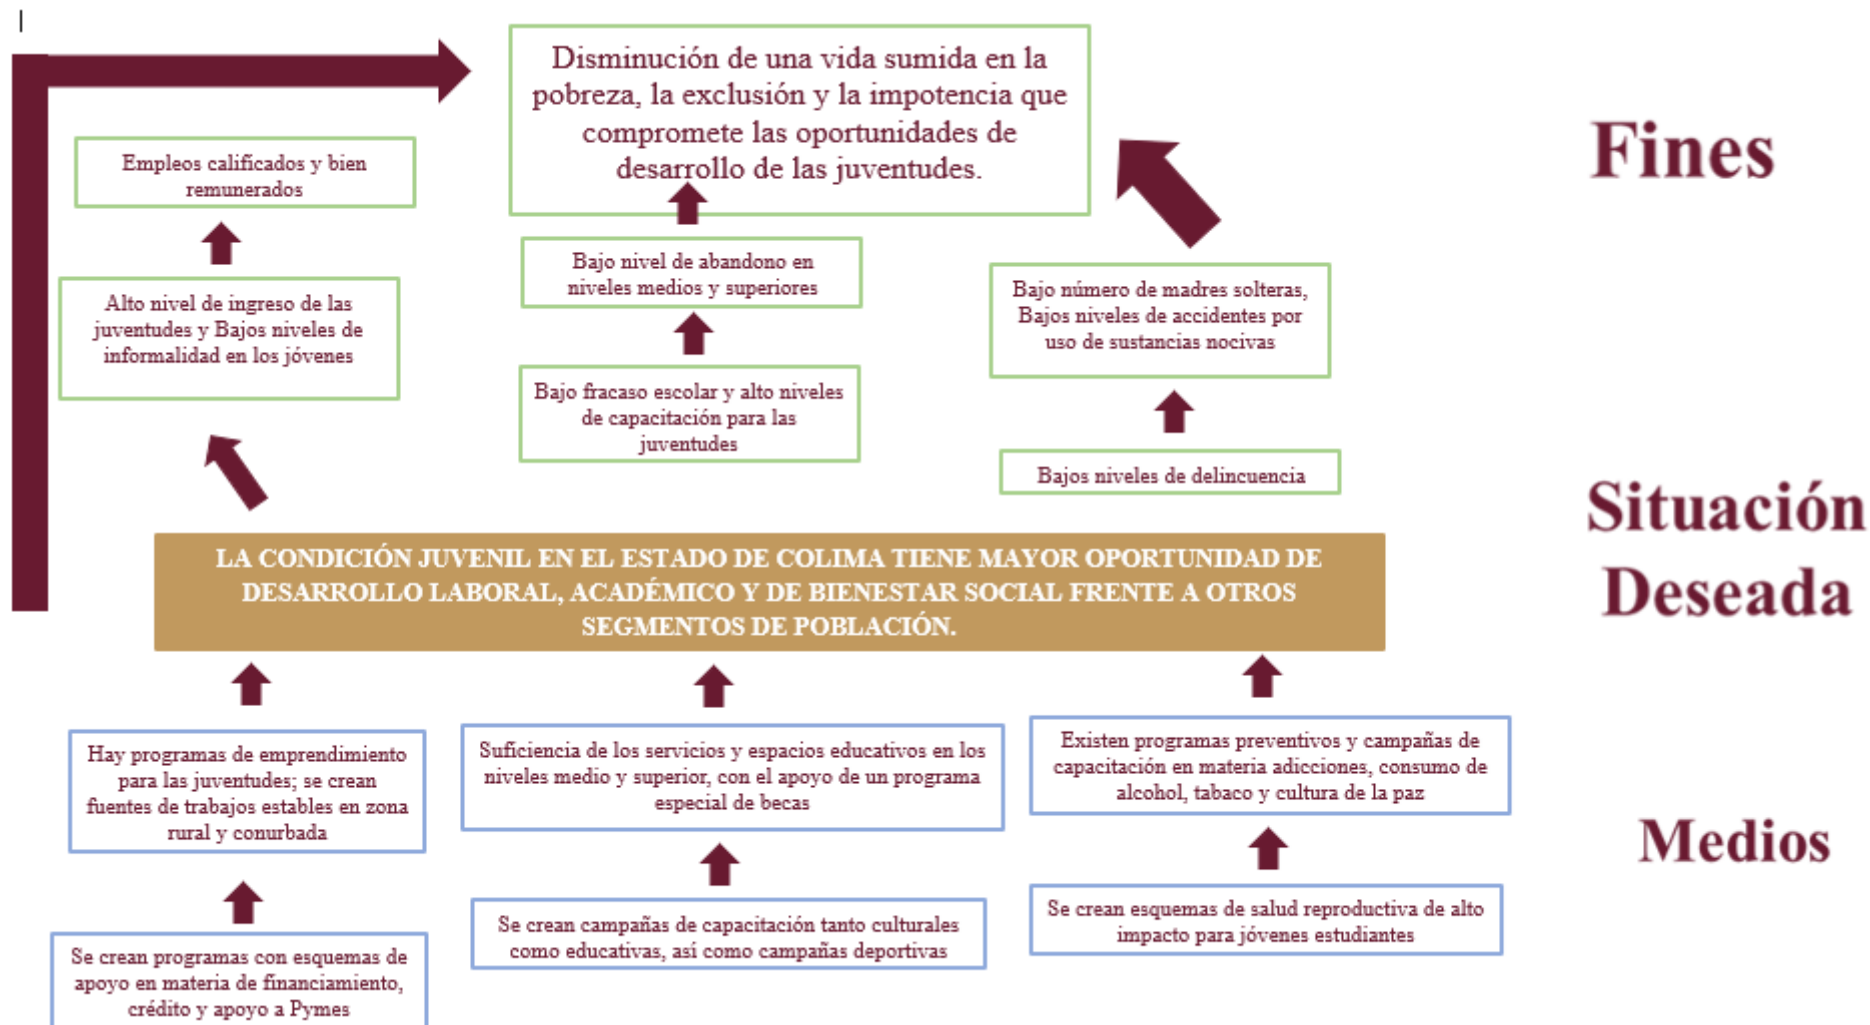 Disminución de una vida sumida en la
pobreza, la exclusión y la impotencia que
compromete las oportunidades de
desarrollo de las juventudes.
Fines
Empleos calificados y bien
remunerados
Alto nivel de ingreso de las
juventudes y Bajos niveles de
informalidad en los jóvenes
Bajo nivel de abandono en
niveles medios y superiores
Bajo fracaso escolar y alto niveles
de capacitación para las
juventudes
Bajo número de madres solteras,
Bajos niveles de accidentes por
uso de sustancias nocivas
Bajos niveles de delincuencia
Situación
Deseada
LA CONDICIÓN JUVENIL EN EL ESTADO DE COLIMA TIENE MAYOR OPORTUNIDAD DE
DESARROLLO LABORAL, ACADÉMICO Y DE BIENESTAR SOCIAL FRENTE A OTROS
SEGMENTOS DE POBLACIÓN.
Hay programas de emprendimiento
para las juventudes; se crean
fuentes de trabajos estables en zona
rural y conurbada
Suficiencia de los servicios y espacios educativos en los
niveles medio y superior, con el apoyo de un programa
especial de becas
Existen programas preventivos y campañas de
capacitación en materia adicciones, consumo de
alcohol, tabaco y cultura de la paz
Medios
Se crean programas con esquemas de
apoyo en materia de financiamiento,
crédito y apoyo a Pymes
Se crean campañas de capacitación tanto culturales
como educativas, así como campañas deportivas
Se crean esquemas de salud reproductiva de alto
impacto para jóvenes estudiantes